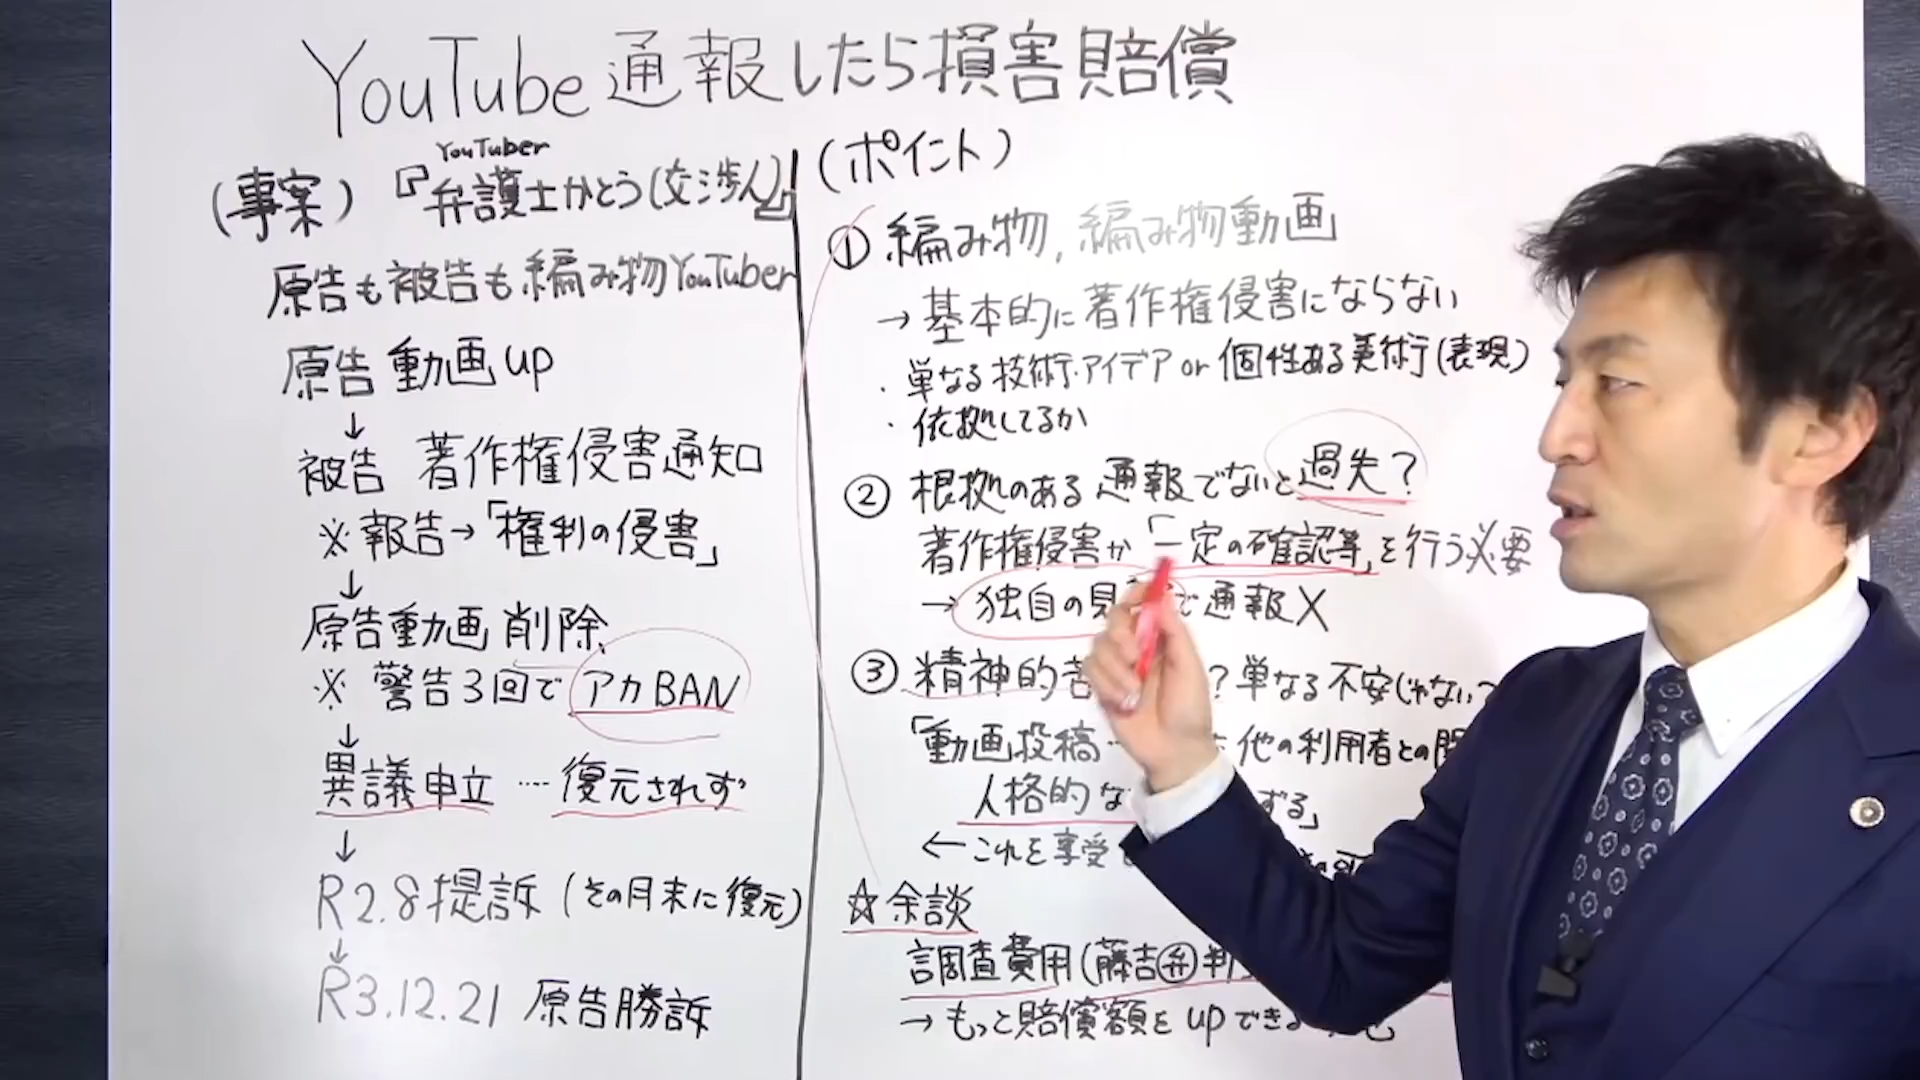 YouTube通報したら損害賠償
YouTuber
(事案)『弁護士かとう(交渉人)』
原告も被告も編み物YouTuber
原告 動画up
↓
被告 著作権侵害通知
※報告→「権利の侵害」
↓
原告動画 削除
※ 警告3回で アカBAN
↓
異議申立 …. 復元されず
↓
R2.8提訴 (その月末に復元)
↓
R3.12.21 原告勝訴
(ポイント)
① 編み物, 編み物動画
→ 基本的に著作権侵害にならない
・単なる技術・アイデア or 個性ある美術(表現)
・依拠してるか
② 根拠のある通報でないと過失?
著作権侵害か「一定の確認等」を行う必要
→ 独自の見 で通報X
③ 精神的苦 ?単なる不安じゃない?
「動画投稿… 他の利用者との
人格的な ずる」
← これを享受
☆余談
調査費用(藤吉弁判
→ もっと賠償額をupできる